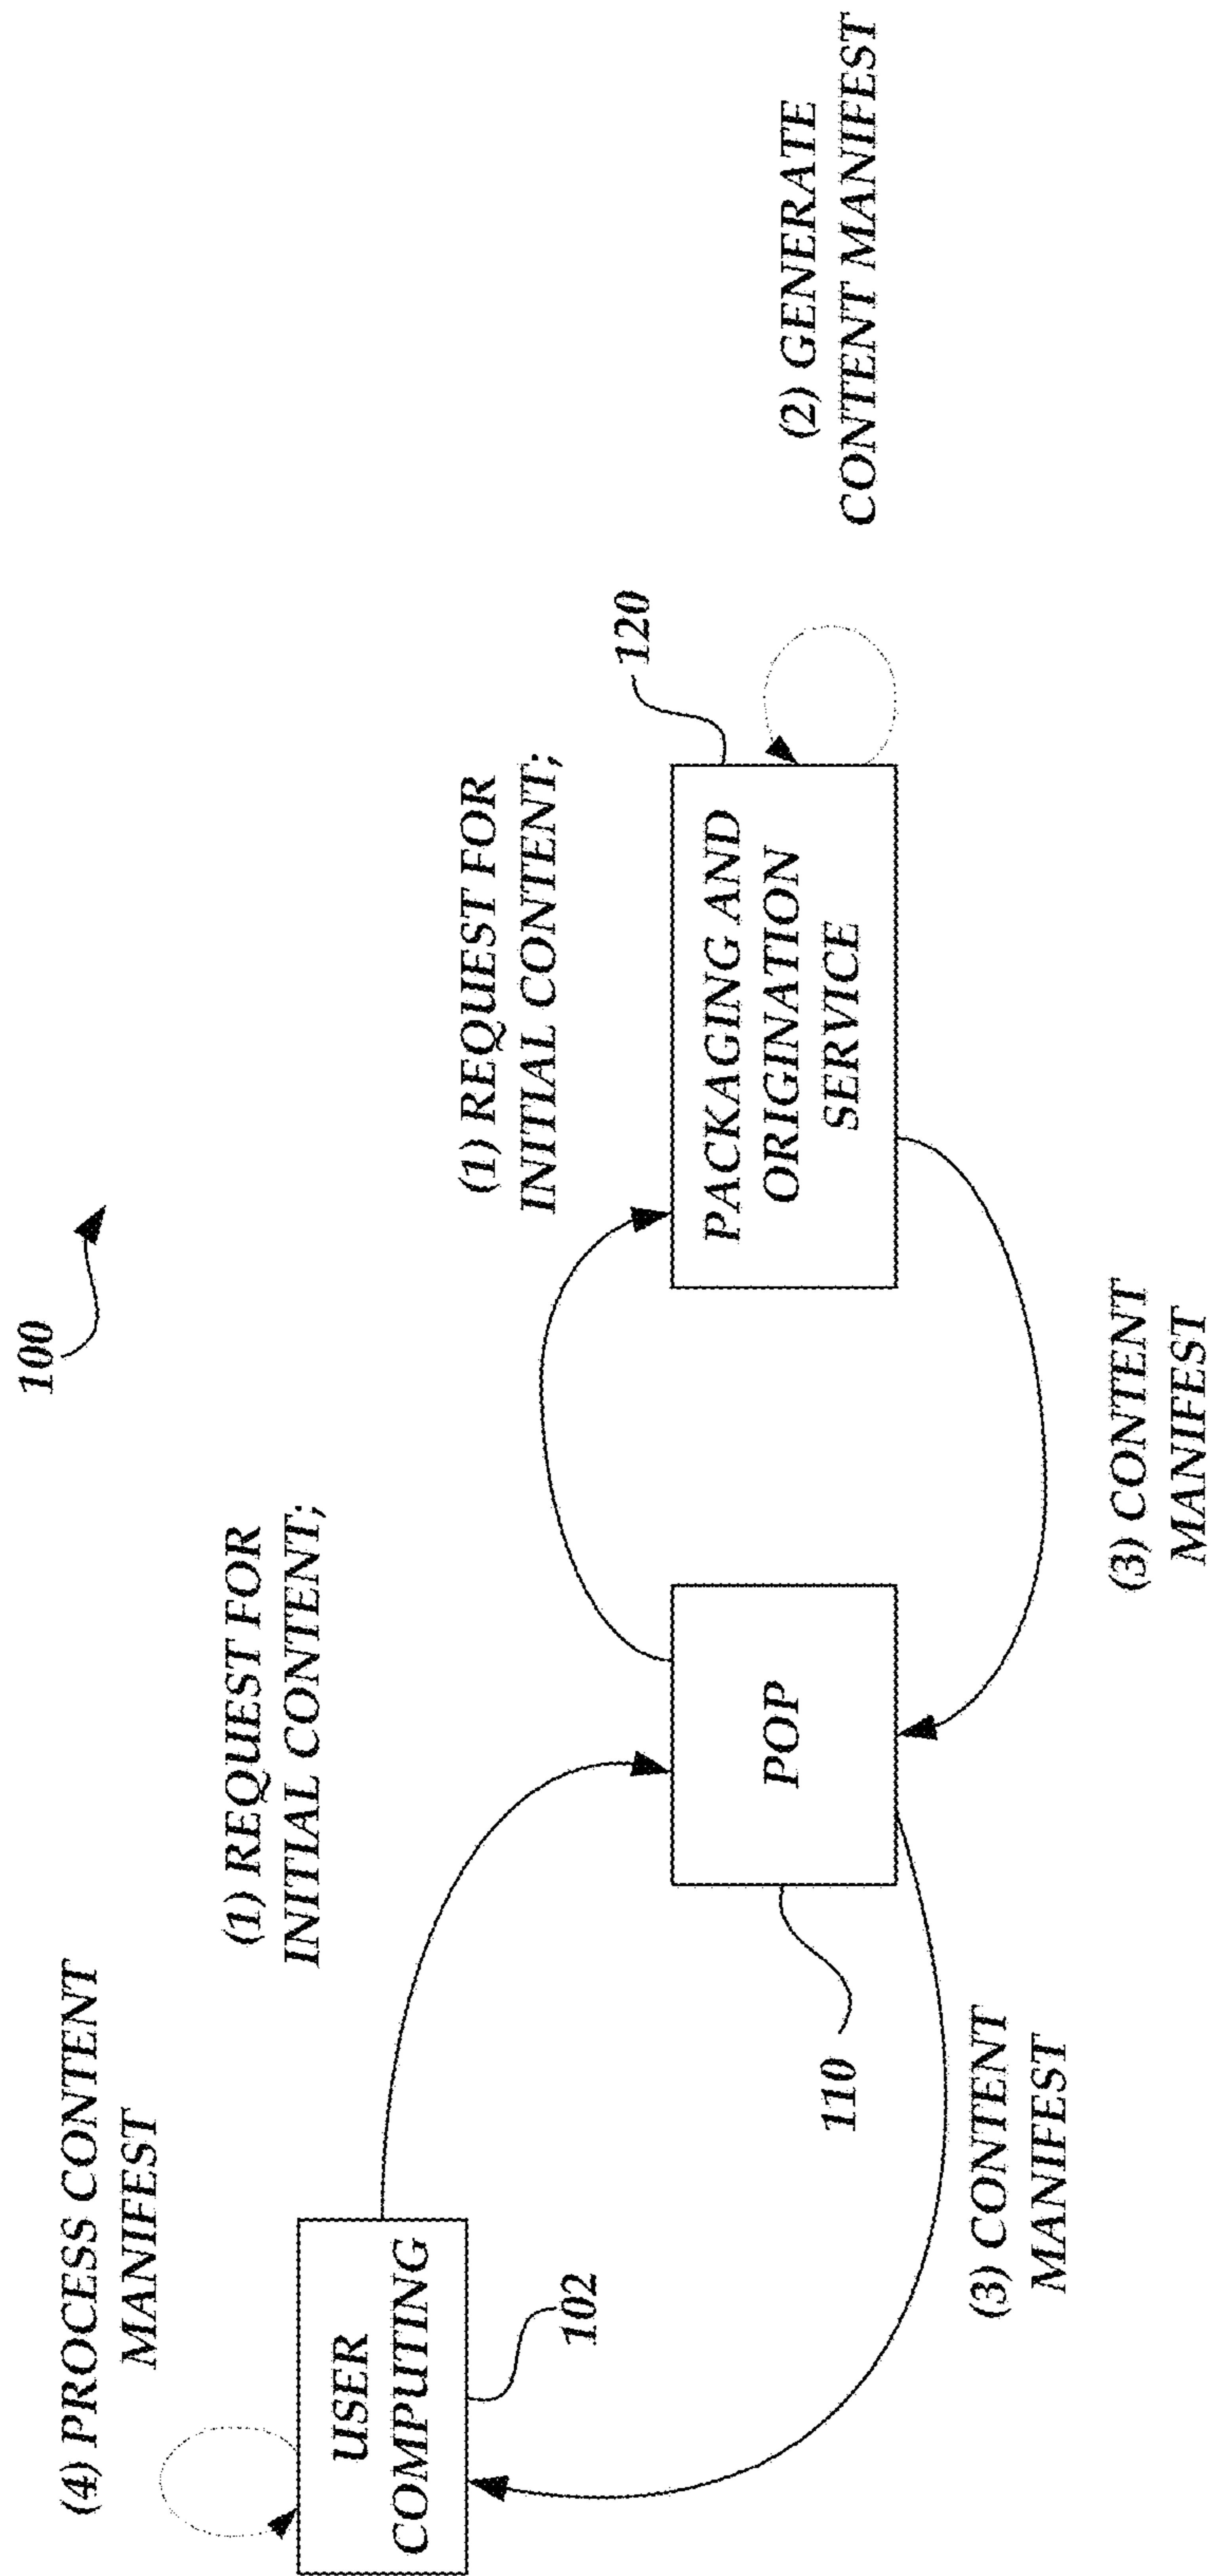 100
(4) PROCESS CONTENT
MANIFEST
(1) REQUEST FOR
INITIAL CONTENT;
(1) REQUEST FOR
INITIAL CONTENT;
USER
COMPUTING
102
POP
110
PACKAGING AND
ORIGINATION
SERVICE
120
(2) GENERATE
CONTENT MANIFEST
(3) CONTENT
MANIFEST
(3) CONTENT
MANIFEST